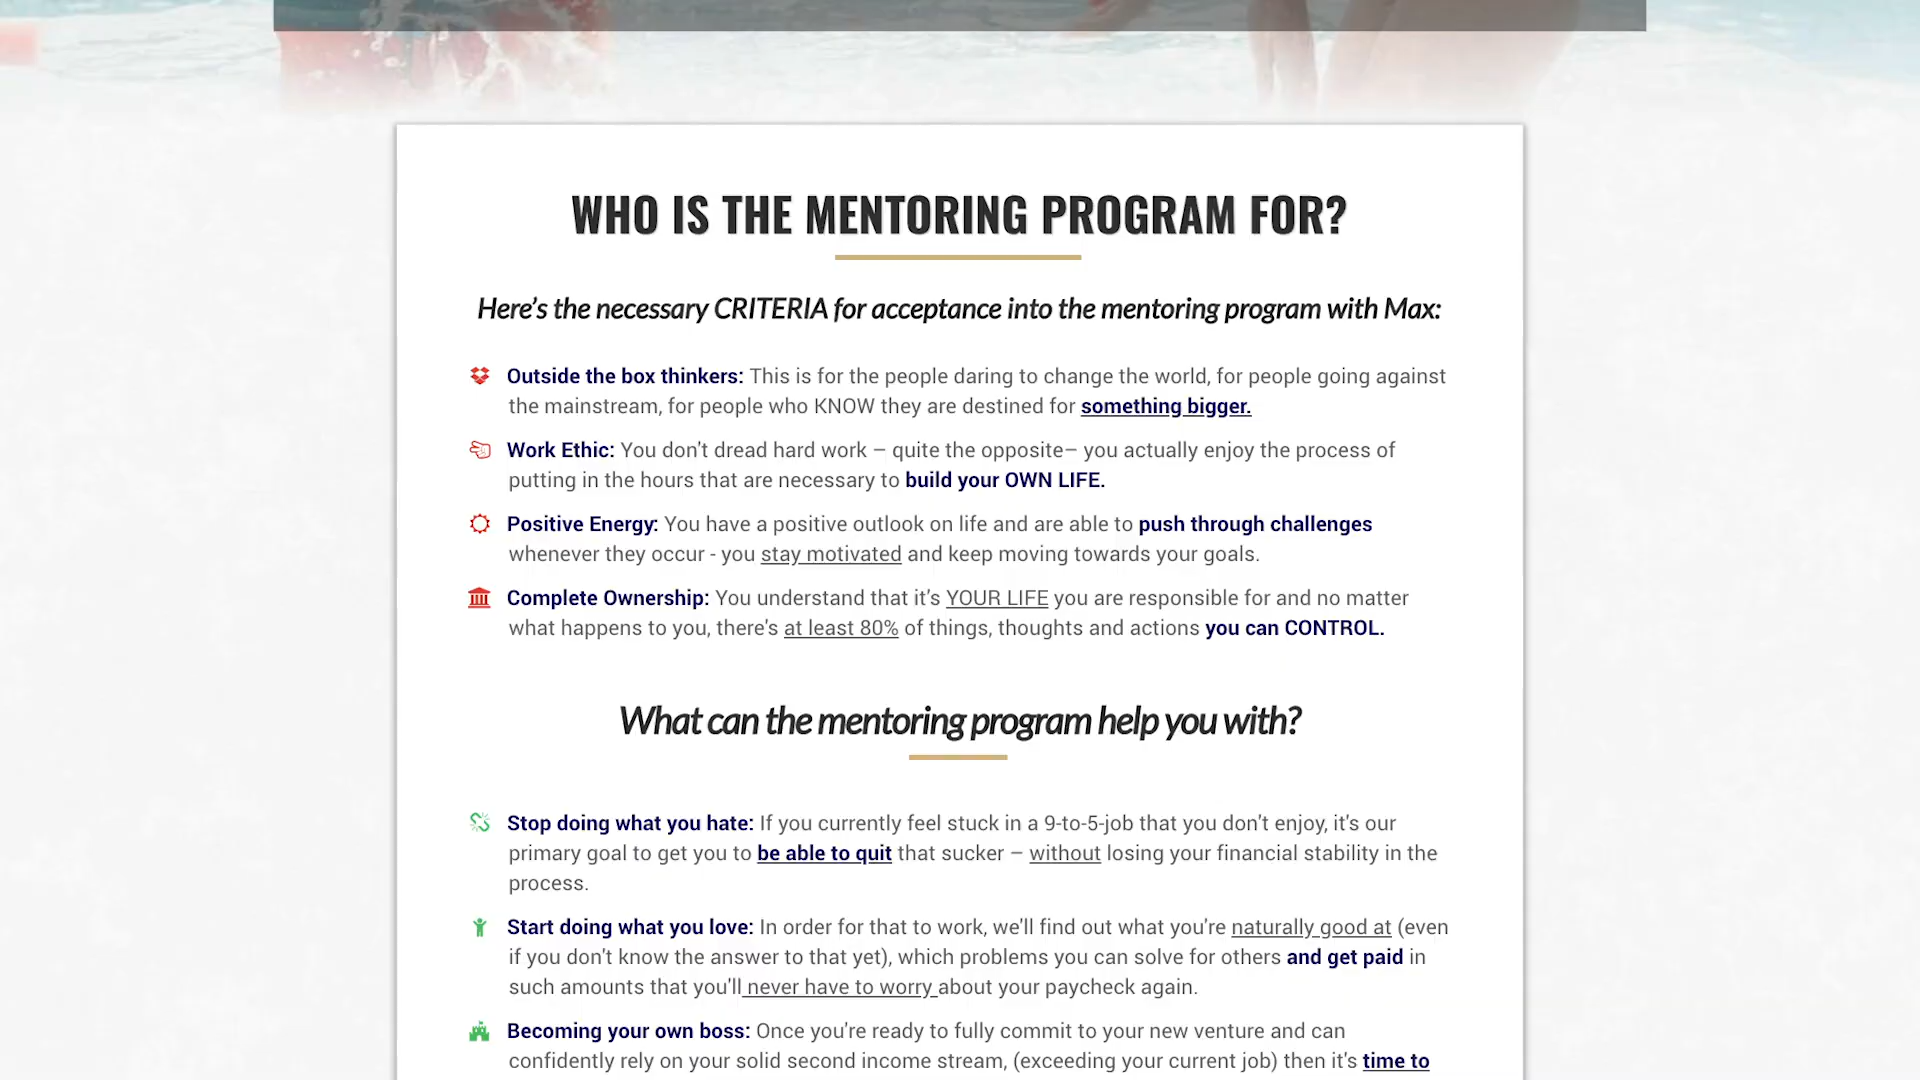 WHO IS THE MENTORING PROGRAM FOR?
Here’s the necessary CRITERIA for acceptance into the mentoring program with Max:
Outside the box thinkers: This is for the people daring to change the world, for people going against
the mainstream, for people who KNOW they are destined for something bigger.
Work Ethic: You don't dread hard work – quite the opposite– you actually enjoy the process of
putting in the hours that are necessary to build your OWN LIFE.
Positive Energy: You have a positive outlook on life and are able to push through challenges
whenever they occur - you stay motivated and keep moving towards your goals.
Complete Ownership: You understand that it’s YOUR LIFE you are responsible for and no matter
what happens to you, there's at least 80% of things, thoughts and actions you can CONTROL.
What can the mentoring program help you with?
Stop doing what you hate: If you currently feel stuck in a 9-to-5-job that you don't enjoy, it's our
primary goal to get you to be able to quit that sucker – without losing your financial stability in the
process.
Start doing what you love: In order for that to work, we'll find out what you're naturally good at (even
if you don't know the answer to that yet), which problems you can solve for others and get paid in
such amounts that you'll never have to worry about your paycheck again.
Becoming your own boss: Once you're ready to fully commit to your new venture and can
confidently rely on your solid second income stream, (exceeding your current job) then it's time to